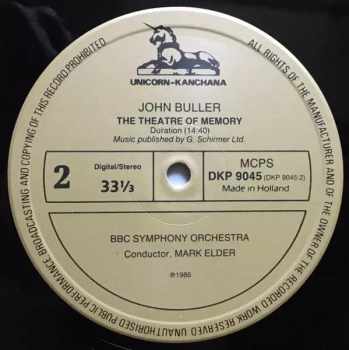 UNICORN-KANCHANA
JOHN BULLER
THE THEATRE OF MEMORY
Duration (14:40)
Music published by G. Schirmer Ltd.
2
Digital/Stereo
33⅓
MCPS
DKP 9045 (DKP 9045:2)
Made in Holland
BBC SYMPHONY ORCHESTRA
Conductor, MARK ELDER
℗1986
ALL RIGHTS OF THE MANUFACTURER AND OF THE OWNER OF THE RECORDED WORK RESERVED UNAUTHORISED PUBLIC PERFORMANCE BROADCASTING AND COPYING OF THIS RECORD PROHIBITED